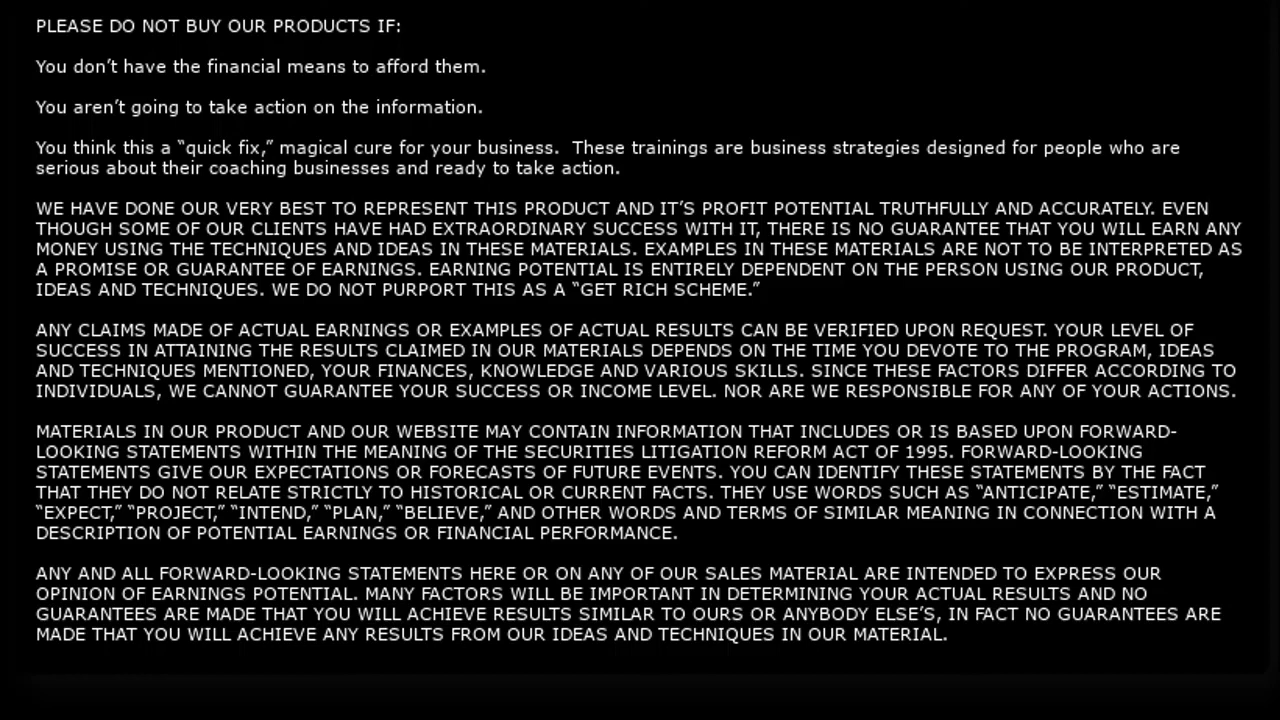 PLEASE DO NOT BUY OUR PRODUCTS IF:
You don’t have the financial means to afford them.
You aren’t going to take action on the information.
You think this a “quick fix,” magical cure for your business.  These trainings are business strategies designed for people who are
serious about their coaching businesses and ready to take action.
WE HAVE DONE OUR VERY BEST TO REPRESENT THIS PRODUCT AND IT’S PROFIT POTENTIAL TRUTHFULLY AND ACCURATELY. EVEN
THOUGH SOME OF OUR CLIENTS HAVE HAD EXTRAORDINARY SUCCESS WITH IT, THERE IS NO GUARANTEE THAT YOU WILL EARN ANY
MONEY USING THE TECHNIQUES AND IDEAS IN THESE MATERIALS. EXAMPLES IN THESE MATERIALS ARE NOT TO BE INTERPRETED AS
A PROMISE OR GUARANTEE OF EARNINGS. EARNING POTENTIAL IS ENTIRELY DEPENDENT ON THE PERSON USING OUR PRODUCT,
IDEAS AND TECHNIQUES. WE DO NOT PURPORT THIS AS A “GET RICH SCHEME.”
ANY CLAIMS MADE OF ACTUAL EARNINGS OR EXAMPLES OF ACTUAL RESULTS CAN BE VERIFIED UPON REQUEST. YOUR LEVEL OF
SUCCESS IN ATTAINING THE RESULTS CLAIMED IN OUR MATERIALS DEPENDS ON THE TIME YOU DEVOTE TO THE PROGRAM, IDEAS
AND TECHNIQUES MENTIONED, YOUR FINANCES, KNOWLEDGE AND VARIOUS SKILLS. SINCE THESE FACTORS DIFFER ACCORDING TO
INDIVIDUALS, WE CANNOT GUARANTEE YOUR SUCCESS OR INCOME LEVEL. NOR ARE WE RESPONSIBLE FOR ANY OF YOUR ACTIONS.
MATERIALS IN OUR PRODUCT AND OUR WEBSITE MAY CONTAIN INFORMATION THAT INCLUDES OR IS BASED UPON FORWARD-
LOOKING STATEMENTS WITHIN THE MEANING OF THE SECURITIES LITIGATION REFORM ACT OF 1995. FORWARD-LOOKING
STATEMENTS GIVE OUR EXPECTATIONS OR FORECASTS OF FUTURE EVENTS. YOU CAN IDENTIFY THESE STATEMENTS BY THE FACT
THAT THEY DO NOT RELATE STRICTLY TO HISTORICAL OR CURRENT FACTS. THEY USE WORDS SUCH AS “ANTICIPATE,” “ESTIMATE,”
“EXPECT,” “PROJECT,” “INTEND,” “PLAN,” “BELIEVE,” AND OTHER WORDS AND TERMS OF SIMILAR MEANING IN CONNECTION WITH A
DESCRIPTION OF POTENTIAL EARNINGS OR FINANCIAL PERFORMANCE.
ANY AND ALL FORWARD-LOOKING STATEMENTS HERE OR ON ANY OF OUR SALES MATERIAL ARE INTENDED TO EXPRESS OUR
OPINION OF EARNINGS POTENTIAL. MANY FACTORS WILL BE IMPORTANT IN DETERMINING YOUR ACTUAL RESULTS AND NO
GUARANTEES ARE MADE THAT YOU WILL ACHIEVE RESULTS SIMILAR TO OURS OR ANYBODY ELSE’S, IN FACT NO GUARANTEES ARE
MADE THAT YOU WILL ACHIEVE ANY RESULTS FROM OUR IDEAS AND TECHNIQUES IN OUR MATERIAL.